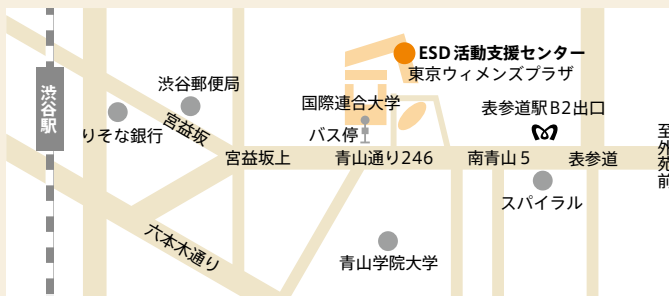 ESD 活動支援センター
東京ウィメンズプラザ
渋谷郵便局
国際連合大学
表参道駅B2出口
渋谷駅
りそな銀行
宮益坂
バス停
至外苑前
宮益坂上
青山通り246
南青山5
表参道
スパイラル
六本木通り
青山学院大学